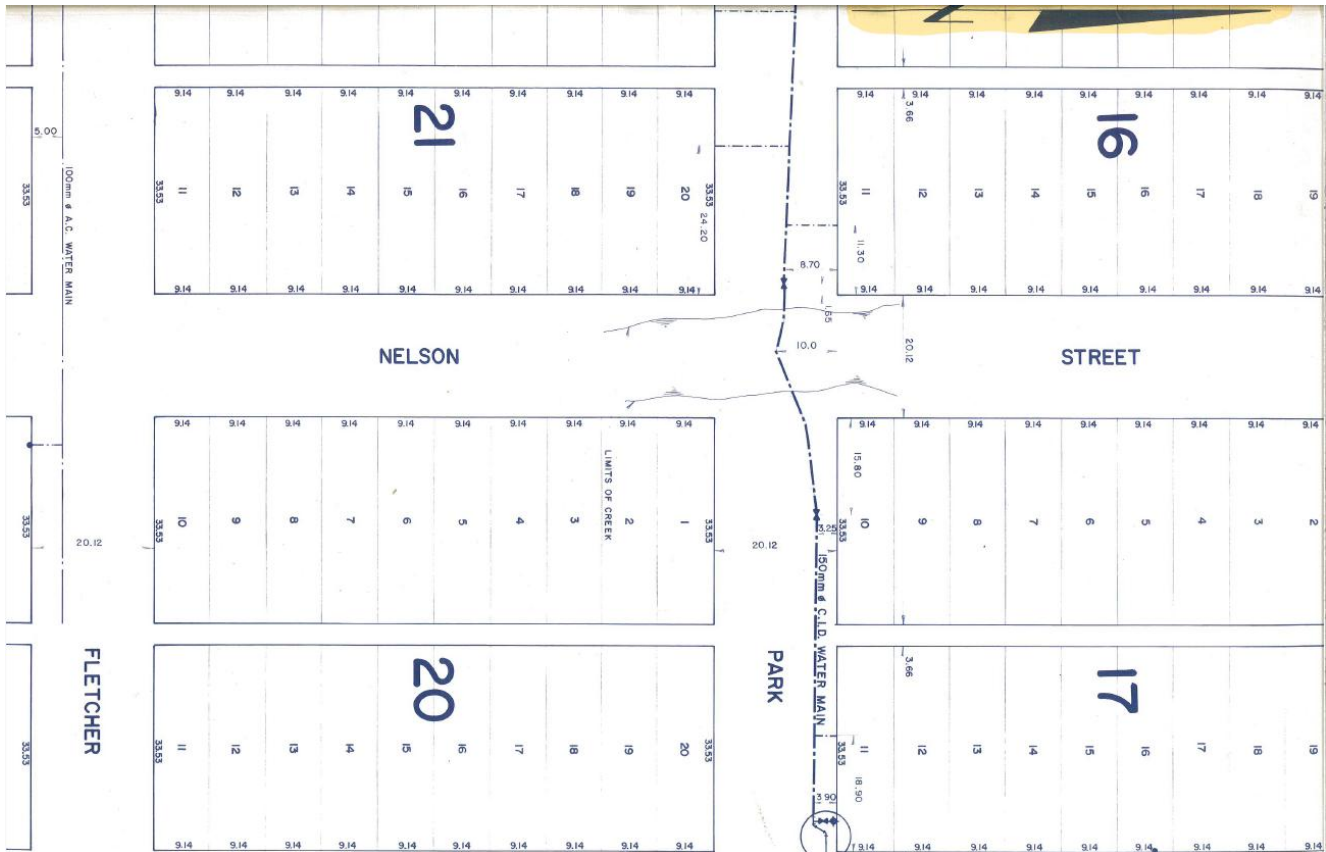 9.14 9.14 9.14 9.14 9.14 9.14 9.14 9.14 9.14 9.14
21
9.14 9.14 9.14 9.14 9.14 9.14 9.14 9.14 9.14
3.66
16
5.00
100mm ø A.C. WATER MAIN
33.53
33.53 11 12 13 14 15 16 17 18 19 20 33.53
24.20
33.53 11 12 13 14 15 16 17 18 19
11.30
8.70
9.14 9.14 9.14 9.14 9.14 9.14 9.14 9.14 9.14 9.14
1.65
9.14 9.14 9.14 9.14 9.14 9.14 9.14 9.14 9.14
NELSON STREET
10.0
20.12
9.14 9.14 9.14 9.14 9.14 9.14 9.14 9.14 9.14 9.14
9.14 9.14 9.14 9.14 9.14 9.14 9.14 9.14 9.14
LIMITS OF CREEK
15.80
33.53
33.53 10 9 8 7 6 5 4 3 2 1 33.53
3.25
33.53 10 9 8 7 6 5 4 3 2
20.12
20.12
150mm ø C.I.D. WATER MAIN
FLETCHER
20
PARK
3.66
17
33.53
33.53 11 12 13 14 15 16 17 18 19 20 33.53
33.53 11 12 13 14 15 16 17 18 19
18.90
3.90
9.14 9.14 9.14 9.14 9.14 9.14 9.14 9.14 9.14 9.14
9.14 9.14 9.14 9.14 9.14 9.14 9.14 9.14 9.14